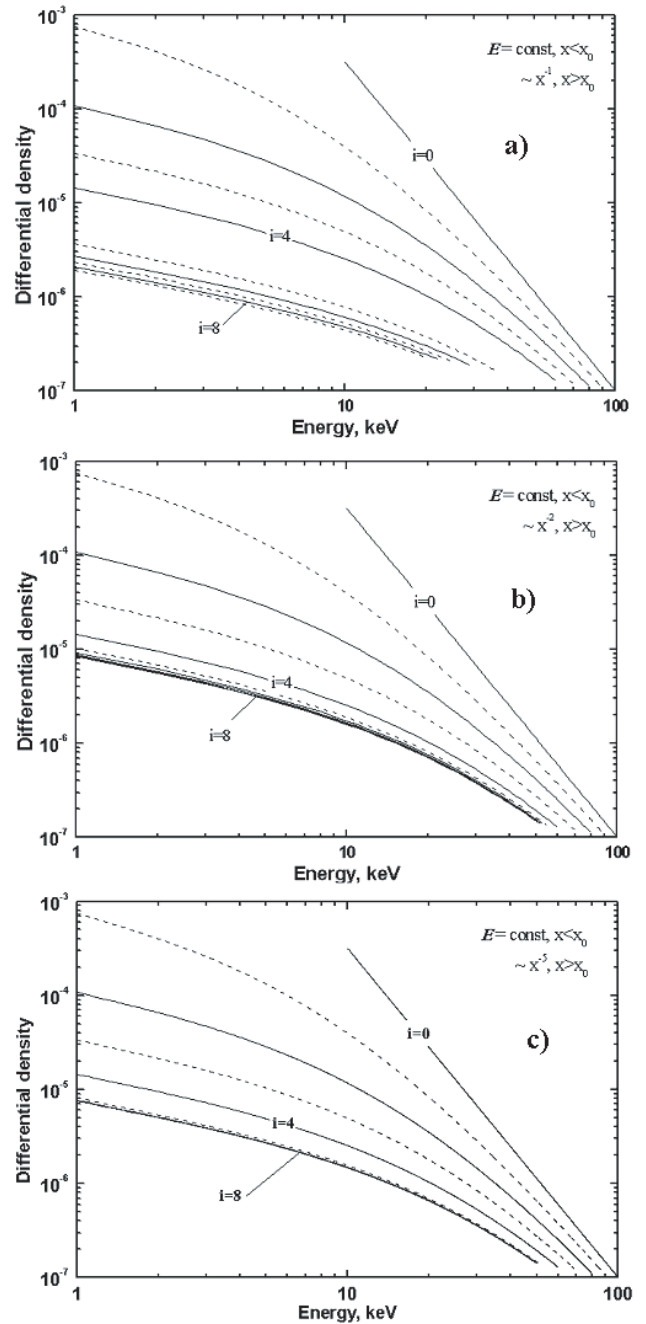 10⁻³
E = const, x<x₀
~ x⁻¹, x>x₀
10⁻⁴
a)
i=0
Differential density
10⁻⁵
i=4
10⁻⁶
i=8
10⁻⁷
1
10
100
Energy, keV
10⁻³
E = const, x<x₀
~ x⁻², x>x₀
10⁻⁴
b)
i=0
Differential density
10⁻⁵
i=4
i=8
10⁻⁶
10⁻⁷
1
10
100
Energy, keV
10⁻³
E = const, x<x₀
~ x⁻⁵, x>x₀
10⁻⁴
c)
i=0
Differential density
10⁻⁵
i=4
10⁻⁶
i=8
10⁻⁷
1
10
100
Energy, keV